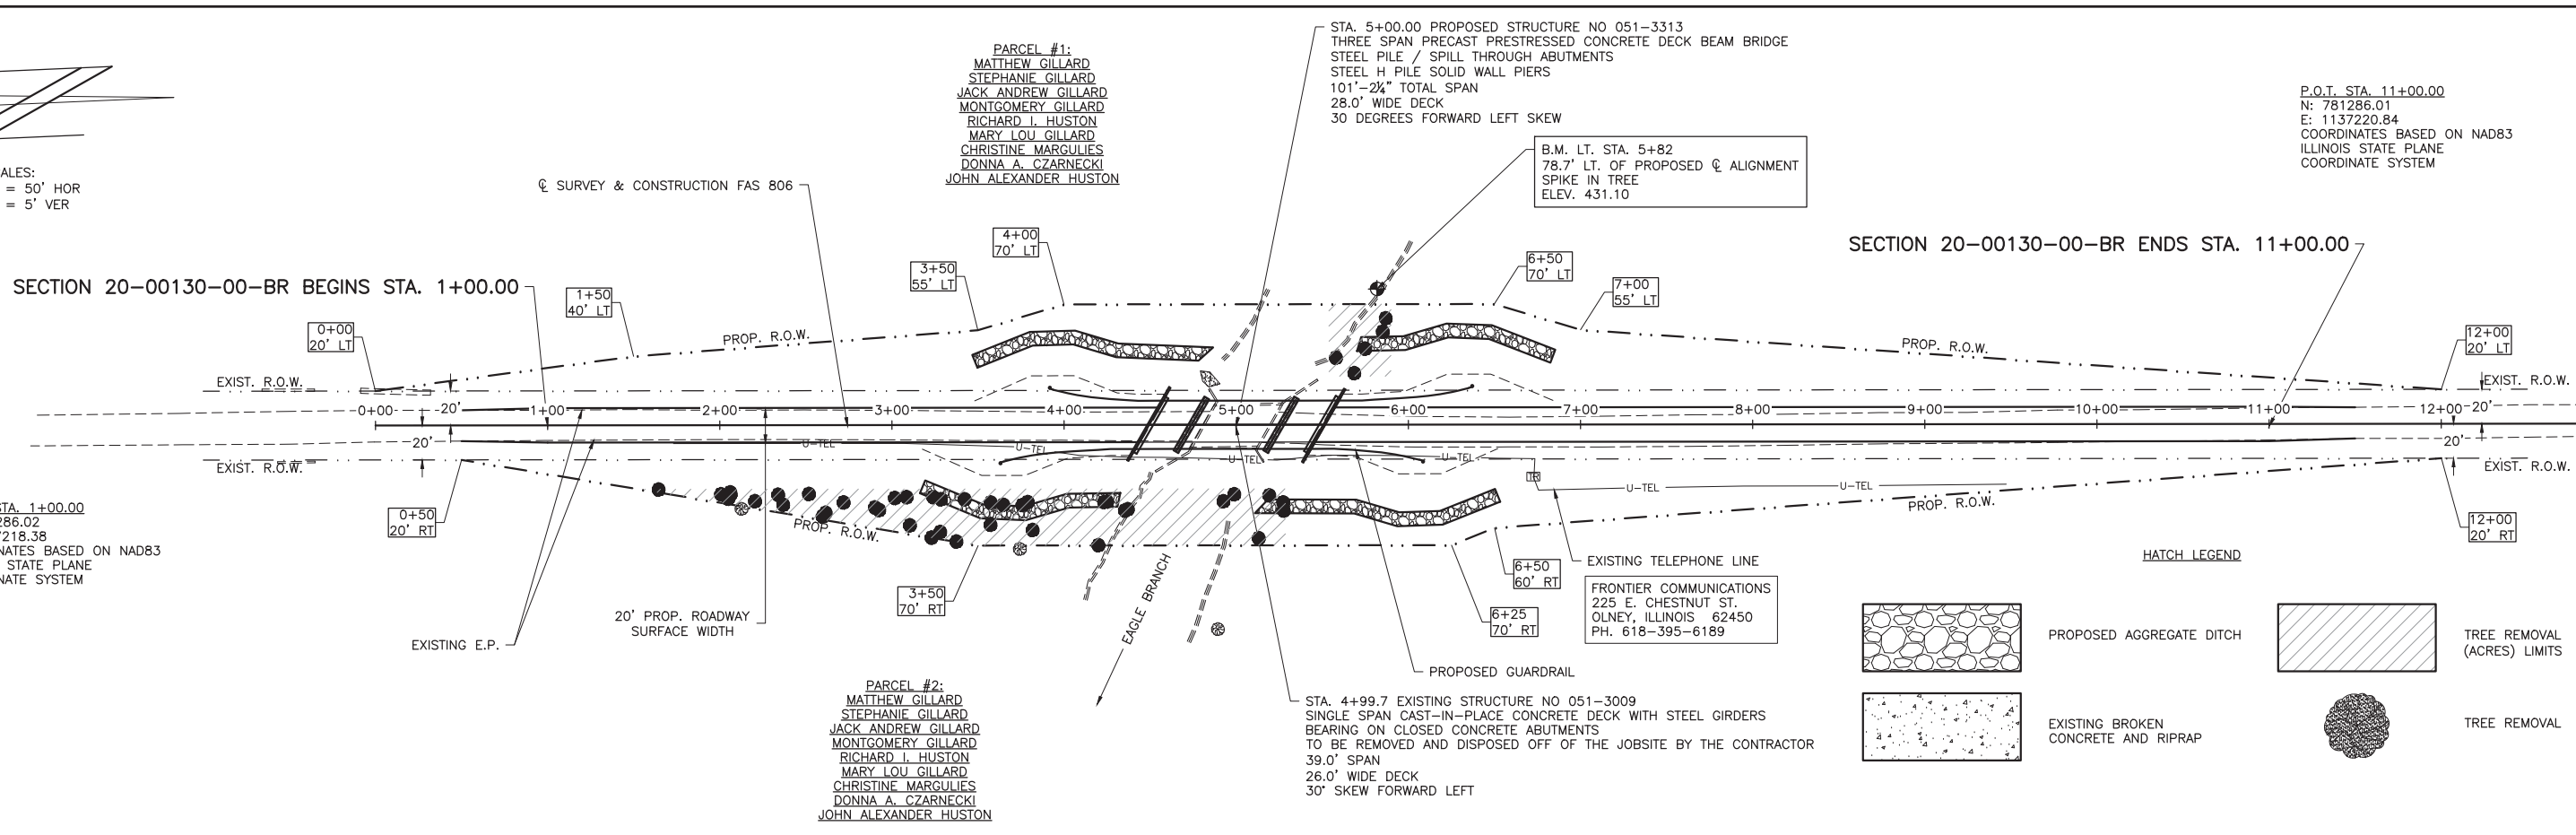 STA. 5+00.00 PROPOSED STRUCTURE NO 051-3313
THREE SPAN PRECAST PRESTRESSED CONCRETE DECK BEAM BRIDGE
STEEL PILE / SPILL THROUGH ABUTMENTS
STEEL H PILE SOLID WALL PIERS
101'-2¼" TOTAL SPAN
28.0' WIDE DECK
30 DEGREES FORWARD LEFT SKEW
PARCEL #1:
MATTHEW GILLARD
STEPHANIE GILLARD
JACK ANDREW GILLARD
MONTGOMERY GILLARD
RICHARD I. HUSTON
MARY LOU GILLARD
CHRISTINE MARGULIES
DONNA A. CZARNECKI
JOHN ALEXANDER HUSTON
P.O.T. STA. 11+00.00
N: 781286.01
E: 1137220.84
COORDINATES BASED ON NAD83
ILLINOIS STATE PLANE
COORDINATE SYSTEM
B.M. LT. STA. 5+82
78.7' LT. OF PROPOSED ℄ ALIGNMENT
SPIKE IN TREE
ELEV. 431.10
ALES:
= 50' HOR
= 5' VER
℄ SURVEY & CONSTRUCTION FAS 806
SECTION 20-00130-00-BR BEGINS STA. 1+00.00
SECTION 20-00130-00-BR ENDS STA. 11+00.00
0+00
20' LT
1+50
40' LT
3+50
55' LT
4+00
70' LT
6+50
70' LT
7+00
55' LT
12+00
20' LT
PROP. R.O.W.
PROP. R.O.W.
EXIST. R.O.W.
EXIST. R.O.W.
0+00
20'
1+00
2+00
3+00
4+00
5+00
6+00
7+00
8+00
9+00
10+00
11+00
12+00
20'
20'
20'
U-TEL
U-TEL
U-TEL
U-TEL
U-TEL
U-TEL
TR
EXIST. R.O.W.
EXIST. R.O.W.
PROP. R.O.W.
PROP. R.O.W.
STA. 1+00.00
286.02
7218.38
NATES BASED ON NAD83
STATE PLANE
NATE SYSTEM
0+50
20' RT
3+50
70' RT
6+25
70' RT
6+50
60' RT
12+00
20' RT
EXISTING E.P.
20' PROP. ROADWAY
SURFACE WIDTH
EAGLE BRANCH
EXISTING TELEPHONE LINE
FRONTIER COMMUNICATIONS
225 E. CHESTNUT ST.
OLNEY, ILLINOIS 62450
PH. 618-395-6189
PROPOSED GUARDRAIL
STA. 4+99.7 EXISTING STRUCTURE NO 051-3009
SINGLE SPAN CAST-IN-PLACE CONCRETE DECK WITH STEEL GIRDERS
BEARING ON CLOSED CONCRETE ABUTMENTS
TO BE REMOVED AND DISPOSED OFF OF THE JOBSITE BY THE CONTRACTOR
39.0' SPAN
26.0' WIDE DECK
30° SKEW FORWARD LEFT
PARCEL #2:
MATTHEW GILLARD
STEPHANIE GILLARD
JACK ANDREW GILLARD
MONTGOMERY GILLARD
RICHARD I. HUSTON
MARY LOU GILLARD
CHRISTINE MARGULIES
DONNA A. CZARNECKI
JOHN ALEXANDER HUSTON
HATCH LEGEND
PROPOSED AGGREGATE DITCH
TREE REMOVAL
(ACRES) LIMITS
EXISTING BROKEN
CONCRETE AND RIPRAP
TREE REMOVAL